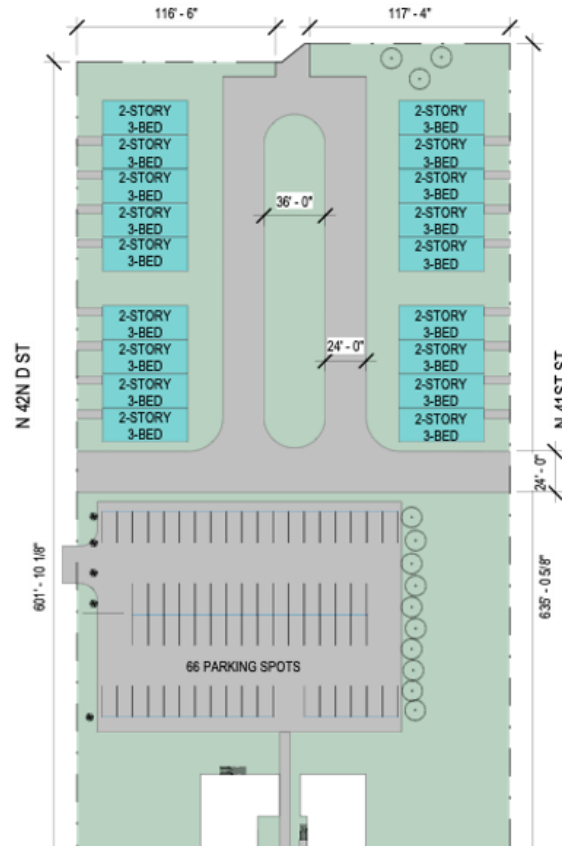 116' - 6"
117' - 4"
2-STORY
3-BED
2-STORY
3-BED
2-STORY
3-BED
2-STORY
3-BED
2-STORY
3-BED
2-STORY
3-BED
2-STORY
3-BED
2-STORY
3-BED
2-STORY
3-BED
36' - 0"
24' - 0"
2-STORY
3-BED
2-STORY
3-BED
2-STORY
3-BED
2-STORY
3-BED
2-STORY
3-BED
2-STORY
3-BED
2-STORY
3-BED
2-STORY
3-BED
2-STORY
3-BED
N 42N D ST
N 41ST ST
24' - 0"
601' - 10 1/8"
635' - 0 5/8"
66 PARKING SPOTS